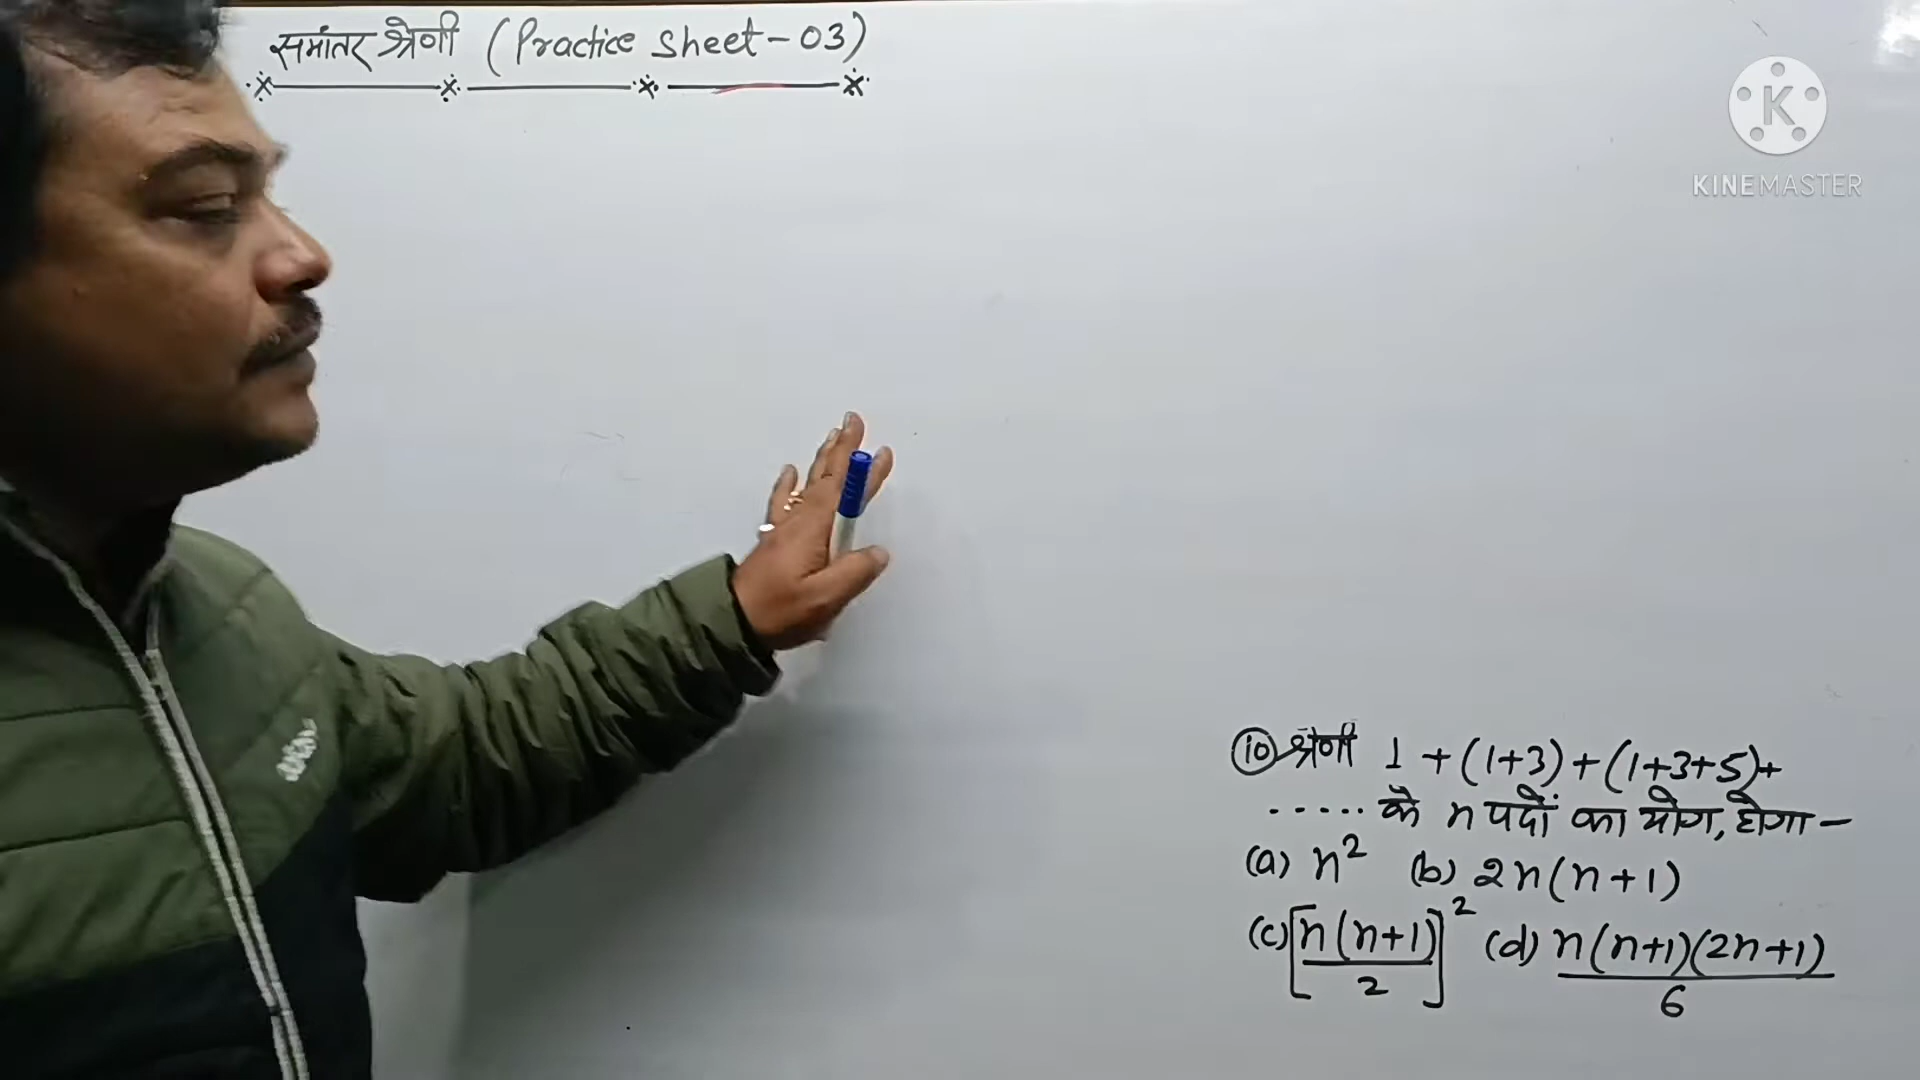 समांतर श्रेणी (Practice sheet-03)
K
KINEMASTER
(10) श्रेणी 1 + (1+3) + (1+3+5)+
..... के n पदों का योग, होगा -
(a) n² (b) 2n(n+1)
(c) [n(n+1)/2]² (d) n(n+1)(2n+1)/6